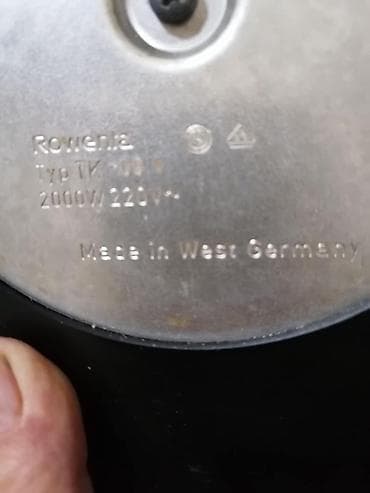 Rowenta
Typ TK
2000W 220V~
Made in West Germany